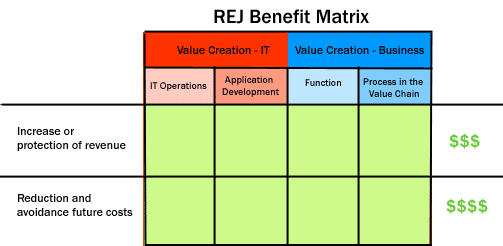 REJ Benefit Matrix
Value Creation - IT
Value Creation - Business
IT Operations
Application
Development
Function
Process in the
Value Chain
Increase or
protection of revenue
$$$
Reduction and
avoidance future costs
$$$$